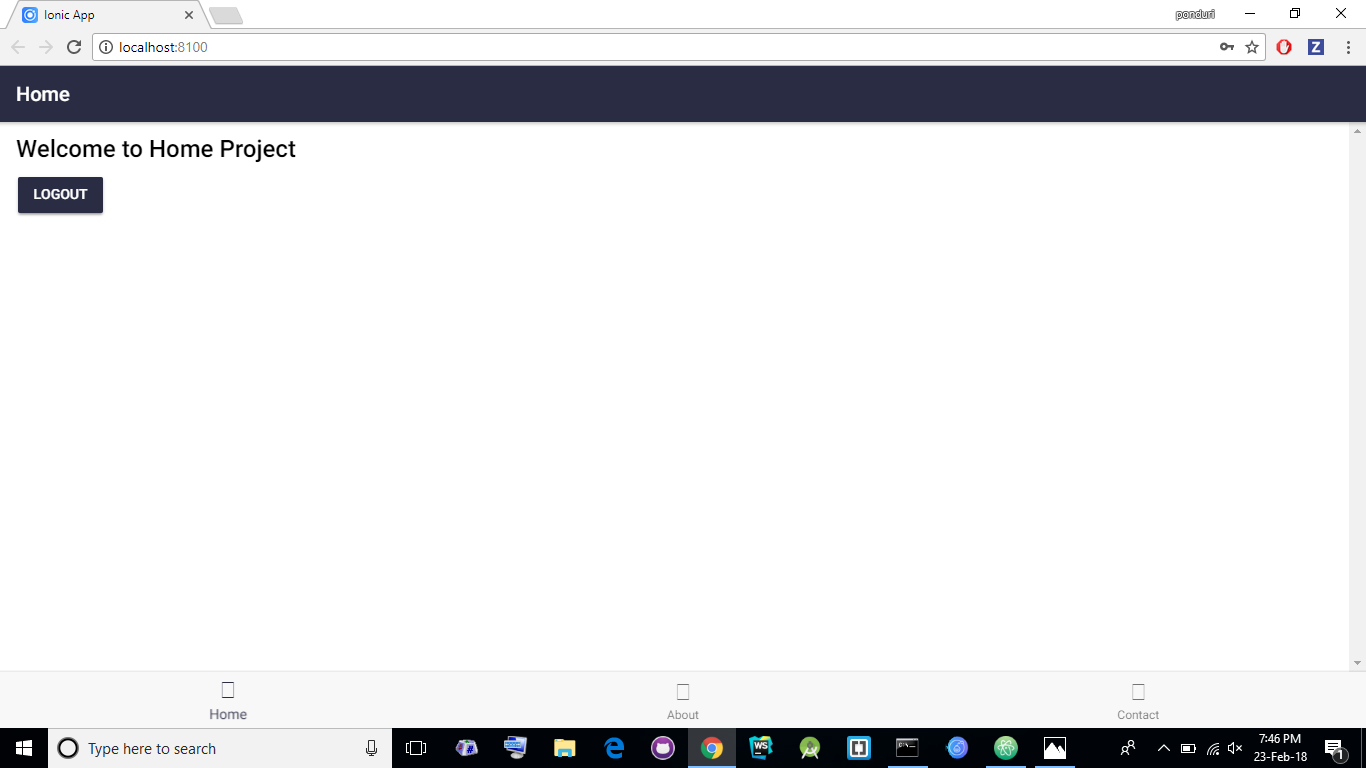 Ionic App
ponduri
localhost:8100
Home
Welcome to Home Project
LOGOUT
Home
About
Contact
Type here to search
WS
7:46 PM
23-Feb-18
1